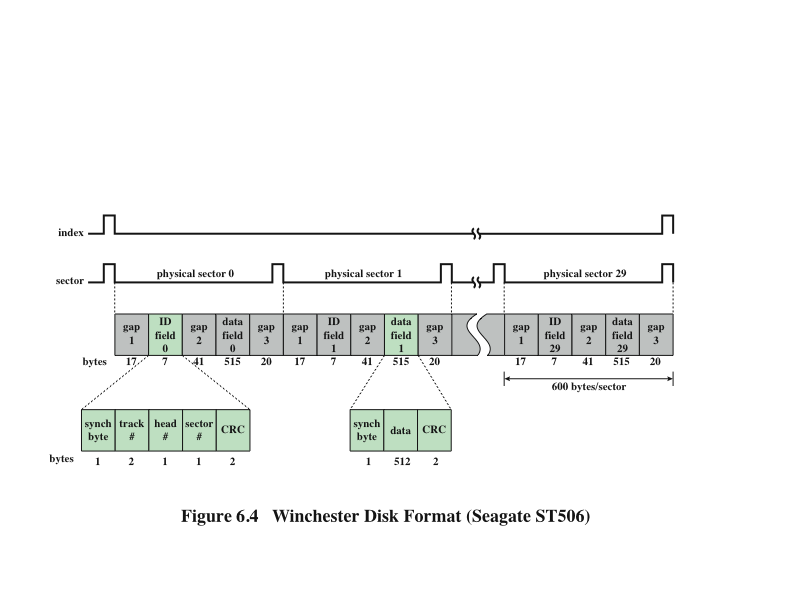 index
sector
physical sector 0
physical sector 1
physical sector 29
gap
1
ID
field
0
gap
2
data
field
0
gap
3
gap
1
ID
field
1
gap
2
data
field
1
gap
3
gap
1
ID
field
29
gap
2
data
field
29
gap
3
bytes 17 7 41 515 20 17 7 41 515 20 17 7 41 515 20
600 bytes/sector
synch
byte
track
#
head
#
sector
#
CRC
synch
byte
data
CRC
bytes 1 2 1 1 2 1 512 2
Figure 6.4 Winchester Disk Format (Seagate ST506)